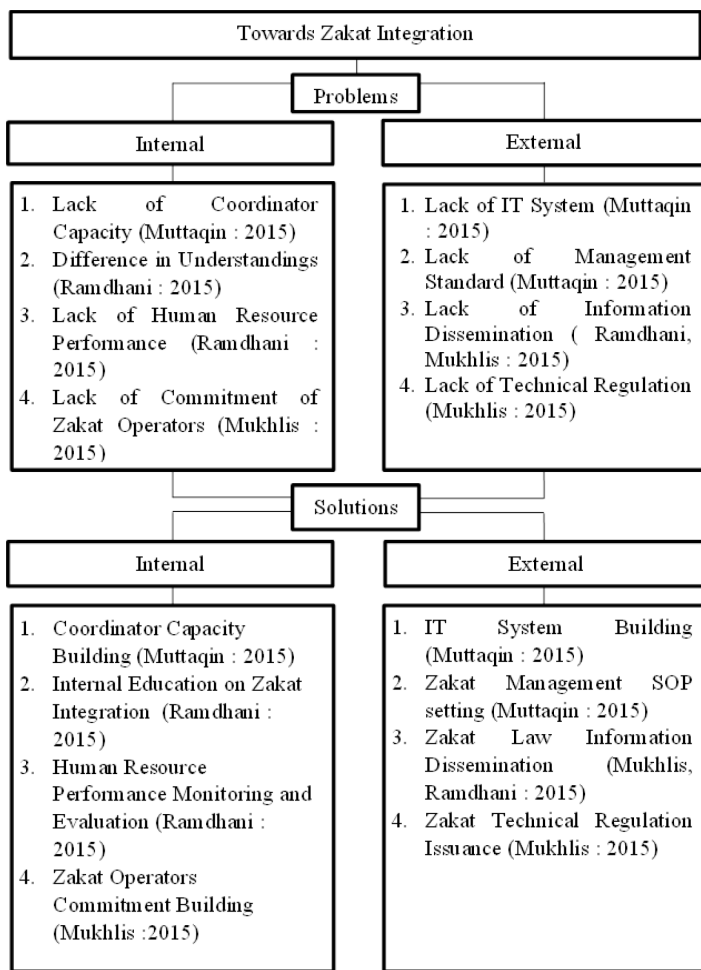 Towards Zakat Integration
Problems
Internal
External
1. Lack of Coordinator
Capacity (Muttaqin : 2015)
2. Difference in Understandings
(Ramdhani : 2015)
3. Lack of Human Resource
Performance (Ramdhani :
2015)
4. Lack of Commitment of
Zakat Operators (Mukhlis :
2015)
1. Lack of IT System (Muttaqin
: 2015)
2. Lack of Management
Standard (Muttaqin : 2015)
3. Lack of Information
Dissemination ( Ramdhani,
Mukhlis : 2015)
4. Lack of Technical Regulation
(Mukhlis : 2015)
Solutions
Internal
External
1. Coordinator Capacity
Building (Muttaqin : 2015)
2. Internal Education on Zakat
Integration (Ramdhani :
2015)
3. Human Resource
Performance Monitoring and
Evaluation (Ramdhani :
2015)
4. Zakat Operators
Commitment Building
(Mukhlis :2015)
1. IT System Building
(Muttaqin : 2015)
2. Zakat Management SOP
setting (Muttaqin : 2015)
3. Zakat Law Information
Dissemination (Mukhlis,
Ramdhani : 2015)
4. Zakat Technical Regulation
Issuance (Mukhlis : 2015)